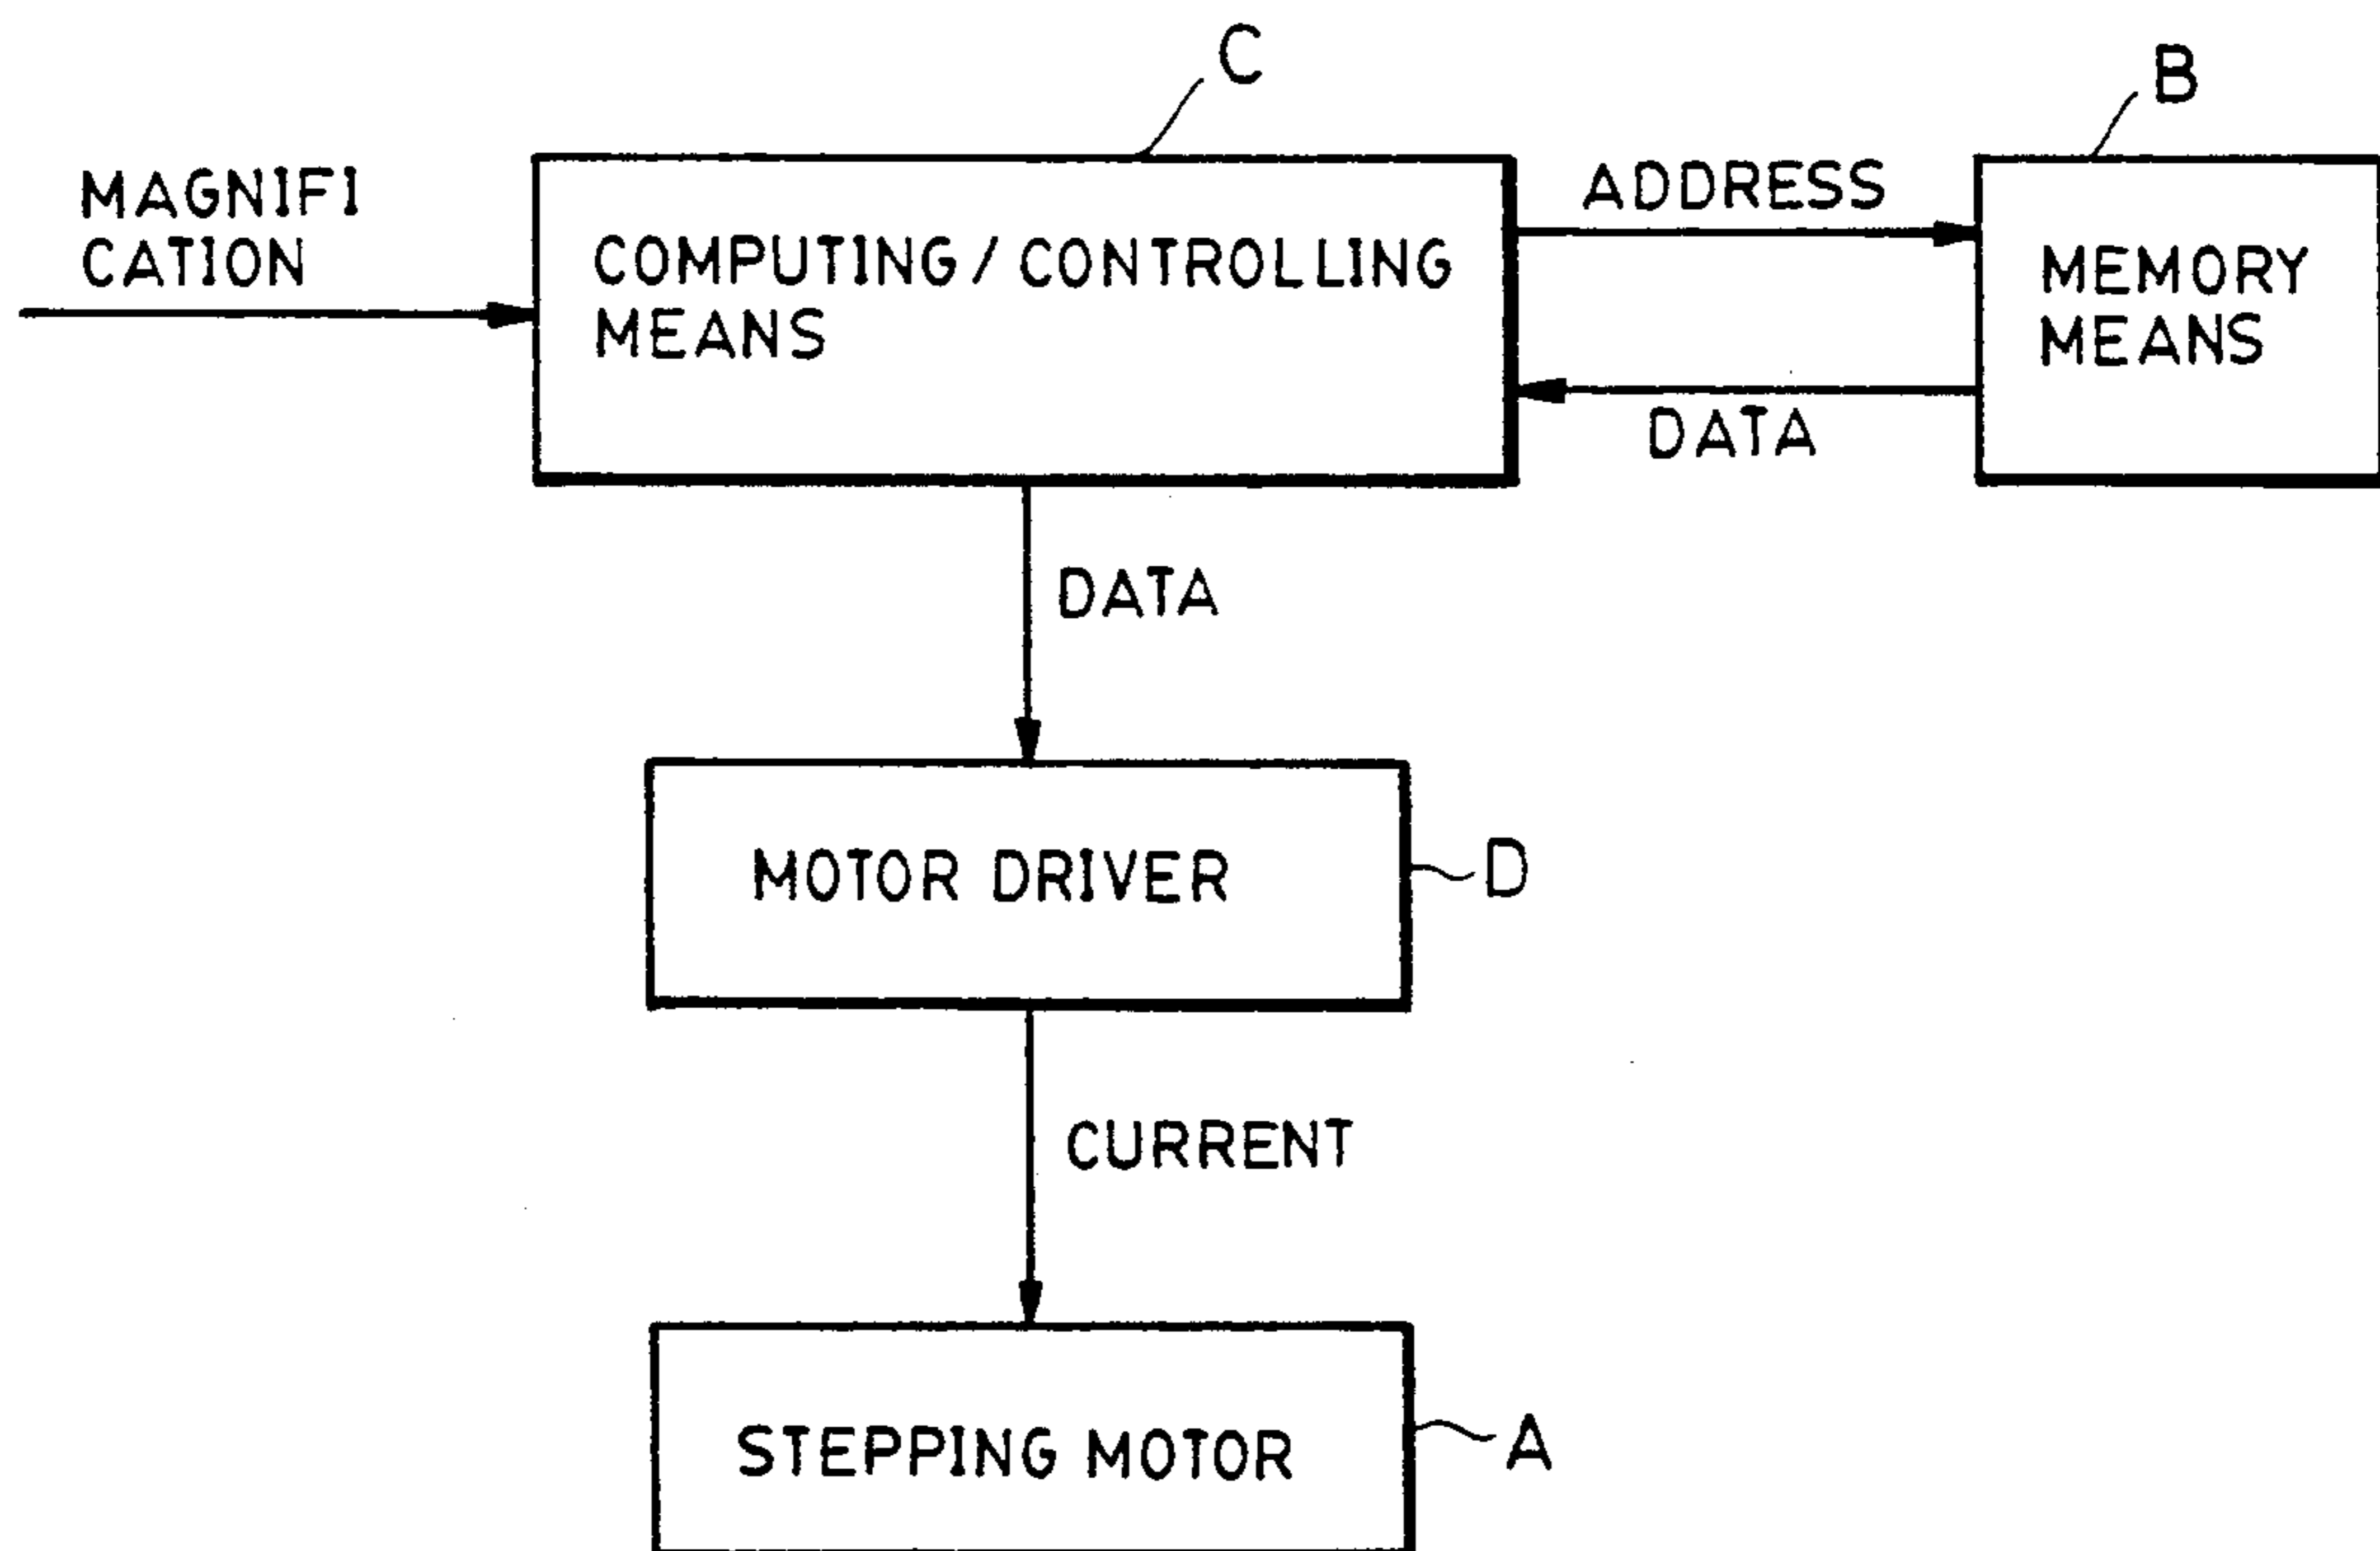 C
B
MAGNIFI
CATION
COMPUTING/CONTROLLING
MEANS
ADDRESS
MEMORY
MEANS
DATA
DATA
MOTOR DRIVER
D
CURRENT
STEPPING MOTOR
A